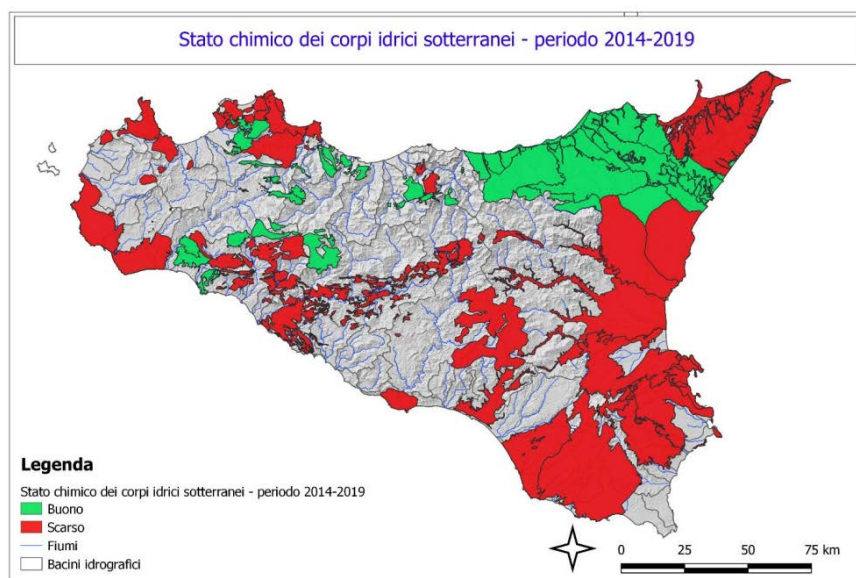 Stato chimico dei corpi idrici sotterranei - periodo 2014-2019
Legenda
Stato chimico dei corpi idrici sotterranei - periodo 2014-2019
Buono
Scarso
Fiumi
Bacini idrografici
0 25 50 75 km